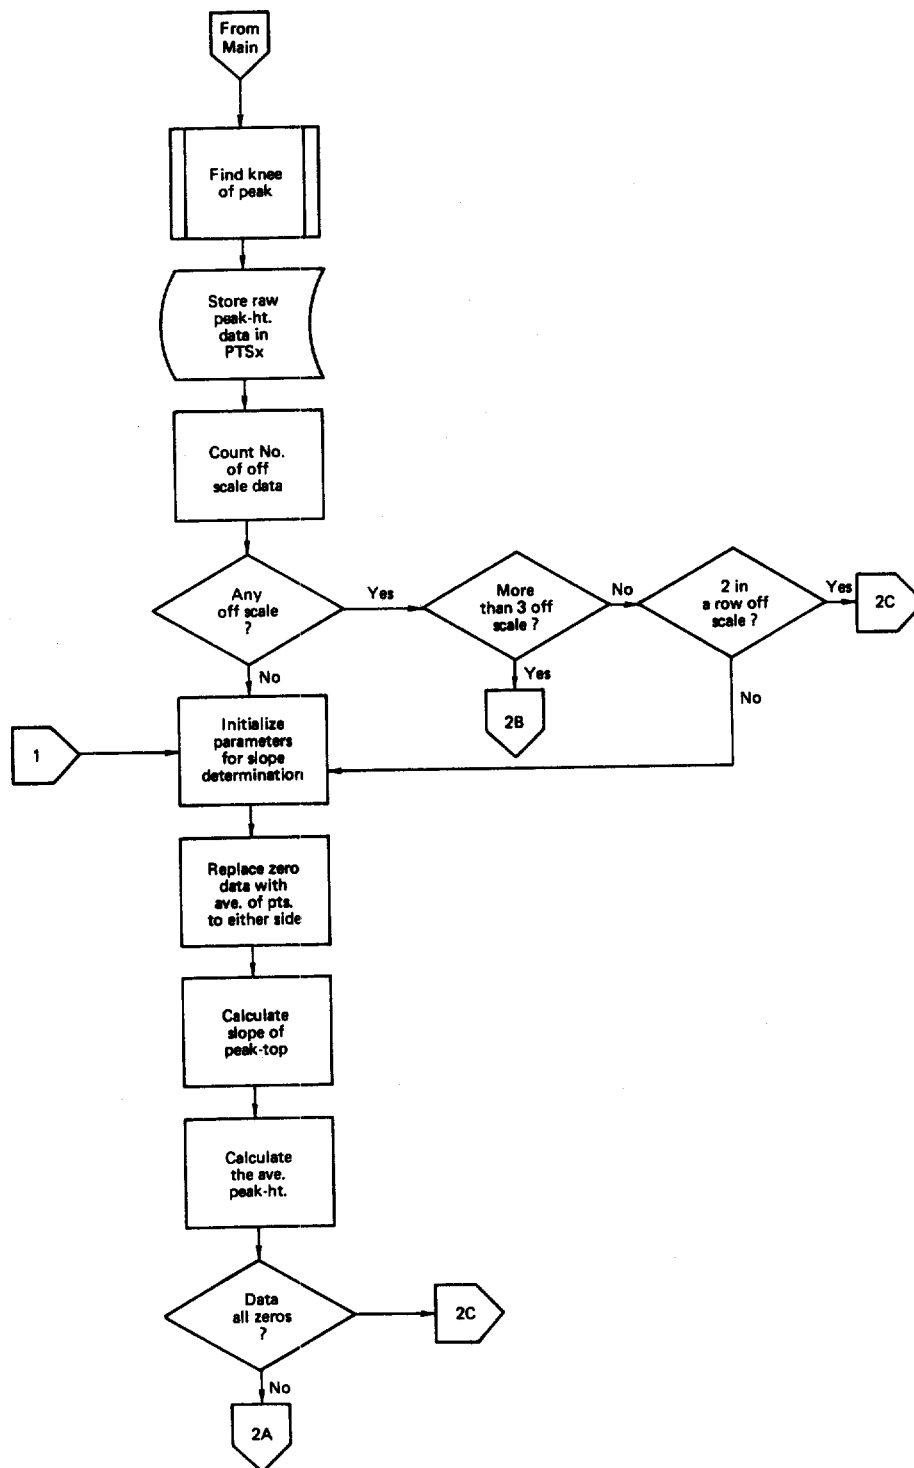 From
Main
Find knee
of peak
Store raw
peak-ht.
data in
PTSx
Count No.
of off
scale data
Any
off scale
?
Yes
More
than 3 off
scale ?
No
2 in
a row off
scale ?
Yes
2C
No
Yes
2B
No
1
Initialize
parameters
for slope
determination
Replace zero
data with
ave. of pts.
to either side
Calculate
slope of
peak-top
Calculate
the ave.
peak-ht.
Data
all zeros
?
2C
No
2A